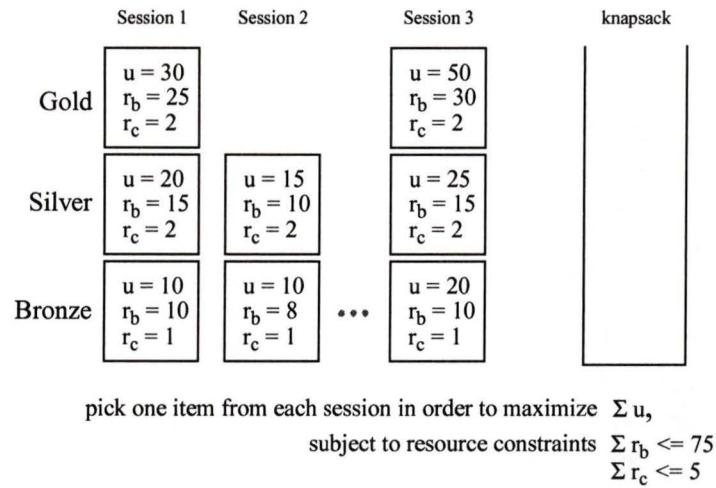 Session 1 Session 2 Session 3 knapsack
Gold
u = 30
r_b = 25
r_c = 2
u = 50
r_b = 30
r_c = 2
Silver
u = 20
r_b = 15
r_c = 2
u = 15
r_b = 10
r_c = 2
u = 25
r_b = 15
r_c = 2
Bronze
u = 10
r_b = 10
r_c = 1
u = 10
r_b = 8
r_c = 1
•••
u = 20
r_b = 10
r_c = 1
pick one item from each session in order to maximize Σ u,
subject to resource constraints Σ r_b <= 75
Σ r_c <= 5